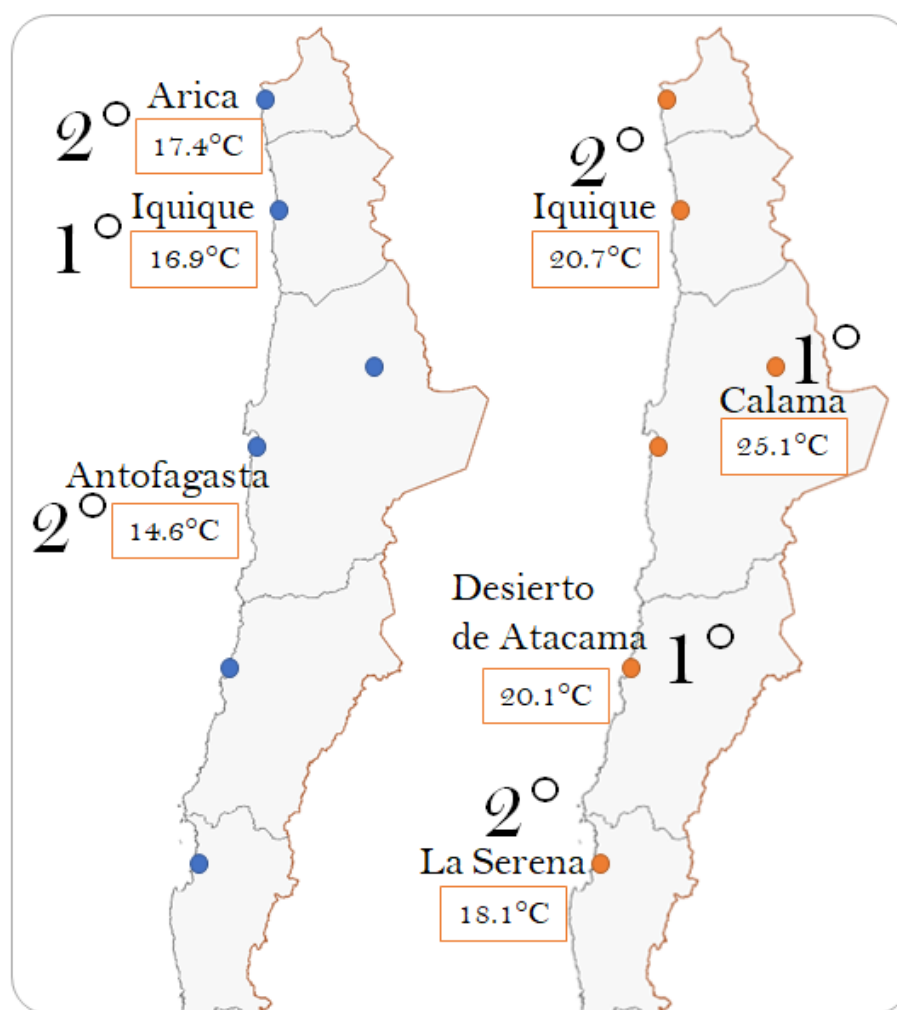 Arica
2°
17.4°C
Iquique
1°
16.9°C
Antofagasta
2°
14.6°C
2°
Iquique
20.7°C
1°
Calama
25.1°C
Desierto
de Atacama
1°
20.1°C
2°
La Serena
18.1°C